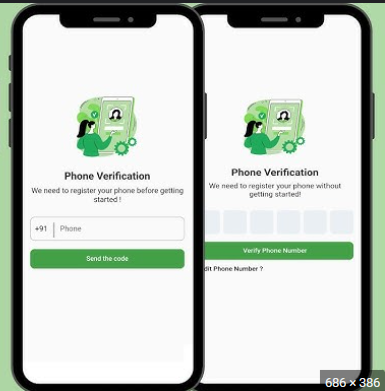 Phone Verification
We need to register your phone before getting
started !
+91 Phone
Send the code
Phone Verification
We need to register your phone without
getting started!
Verify Phone Number
dit Phone Number ?
686 × 386